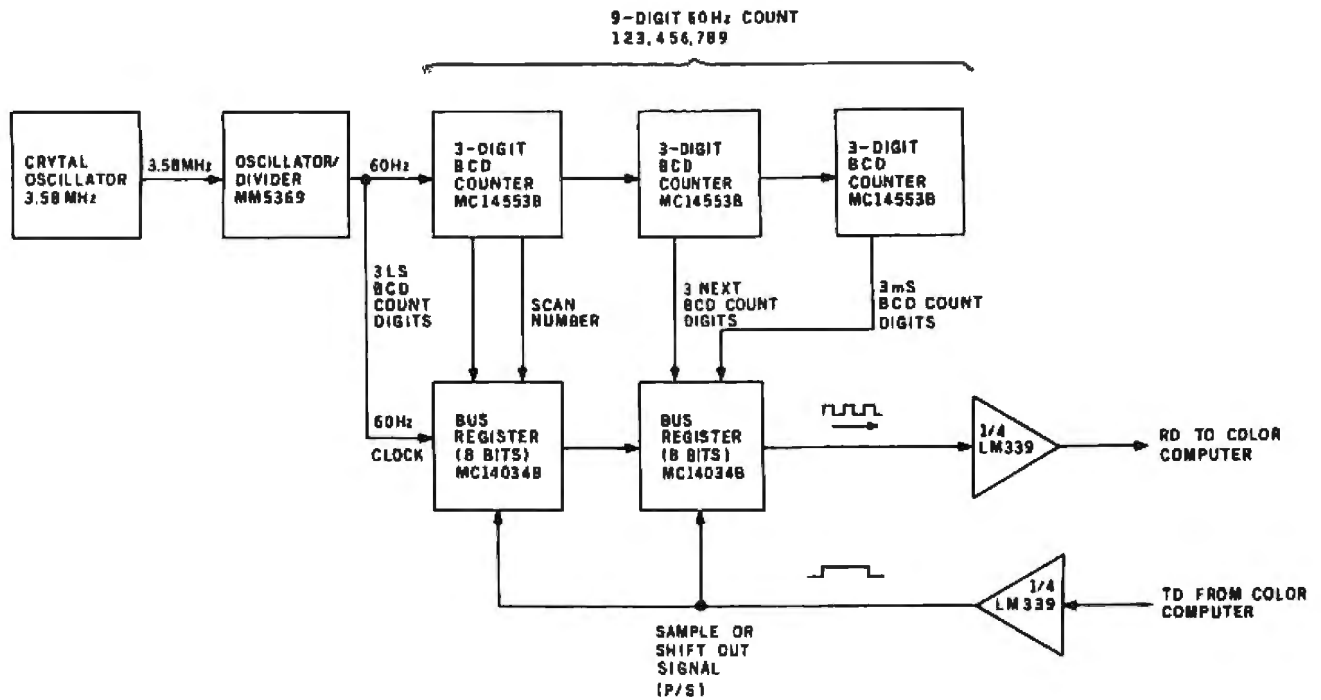 9-DIGIT 60Hz COUNT
123,456,789
CRYTAL
OSCILLATOR
3.58 MHz
3.58MHz
OSCILLATOR/
DIVIDER
MM5369
60Hz
3-DIGIT
BCD
COUNTER
MC14553B
3-DIGIT
BCD
COUNTER
MC14553B
3-DIGIT
BCD
COUNTER
MC14553B
3 LS
BCD
COUNT
DIGITS
SCAN
NUMBER
3 NEXT
BCD COUNT
DIGITS
3mS
BCD COUNT
DIGITS
60Hz
CLOCK
BUS
REGISTER
(8 BITS)
MC14034B
BUS
REGISTER
(8 BITS)
MC14034B
1/4
LM339
RD TO COLOR
COMPUTER
1/4
LM339
TD FROM COLOR
COMPUTER
SAMPLE OR
SHIFT OUT
SIGNAL
(P/S)